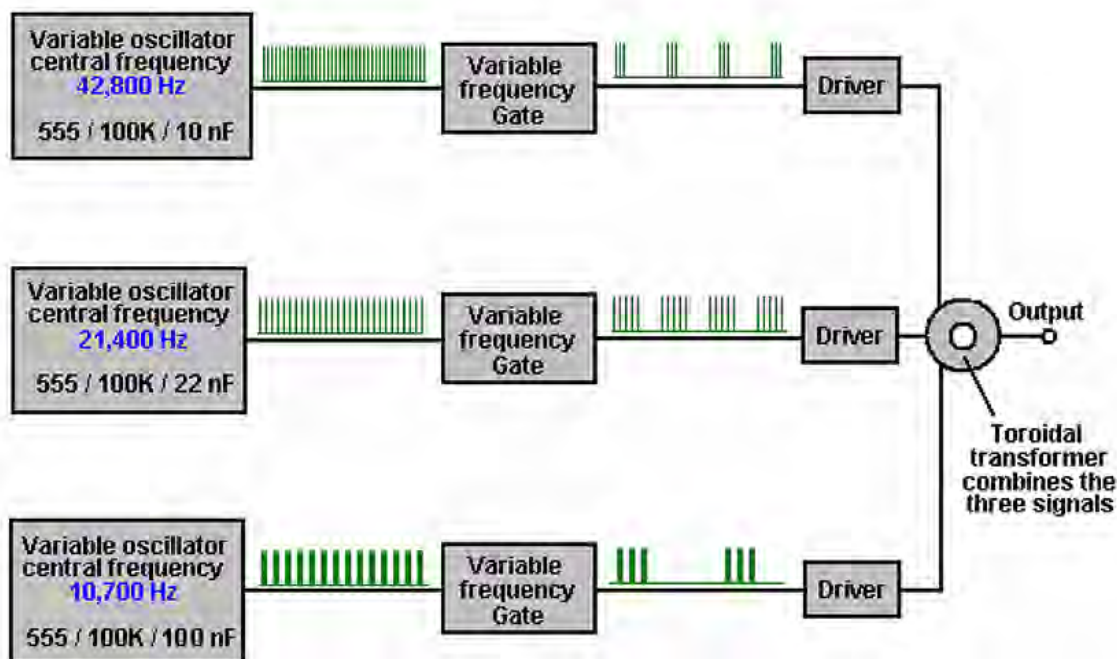 Variable oscillator
central frequency
42,800 Hz
555 / 100K / 10 nF
Variable
frequency
Gate
Driver
Variable oscillator
central frequency
21,400 Hz
555 / 100K / 22 nF
Variable
frequency
Gate
Driver
Output
Toroidal
transformer
combines the
three signals
Variable oscillator
central frequency
10,700 Hz
555 / 100K / 100 nF
Variable
frequency
Gate
Driver